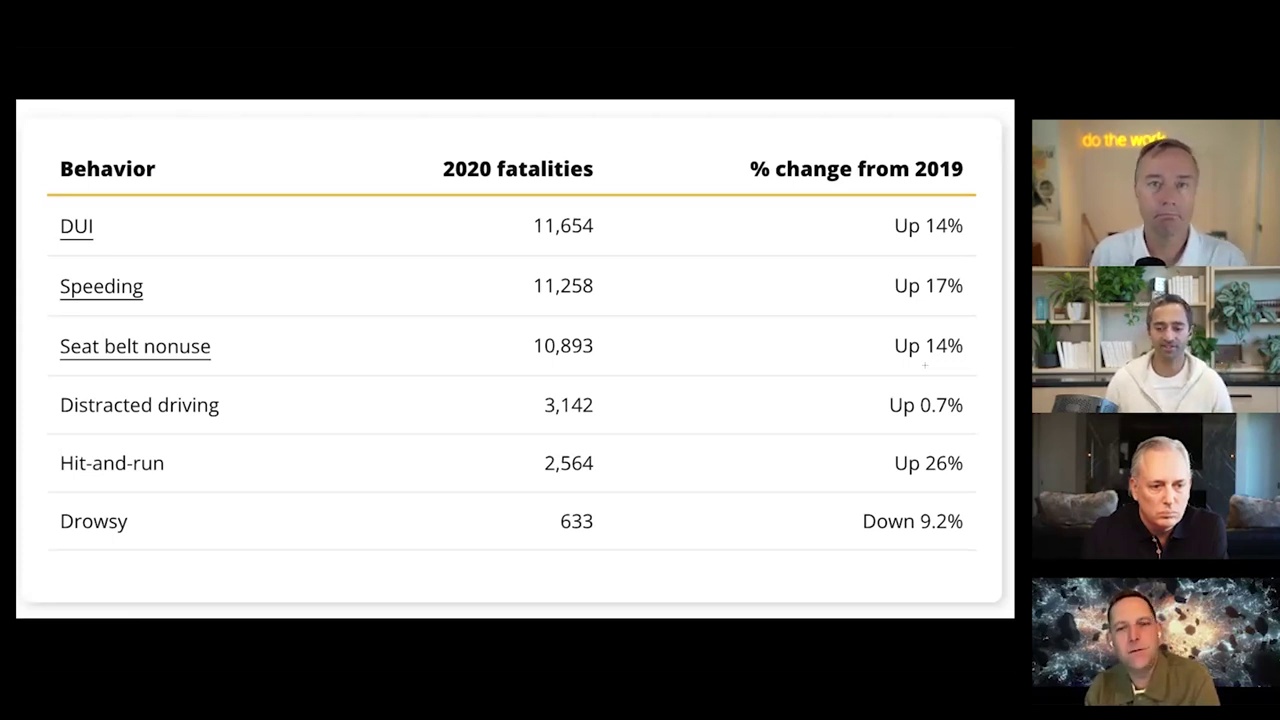 Behavior 2020 fatalities % change from 2019
DUI 11,654 Up 14%
Speeding 11,258 Up 17%
Seat belt nonuse 10,893 Up 14%
Distracted driving 3,142 Up 0.7%
Hit-and-run 2,564 Up 26%
Drowsy 633 Down 9.2%
do the work